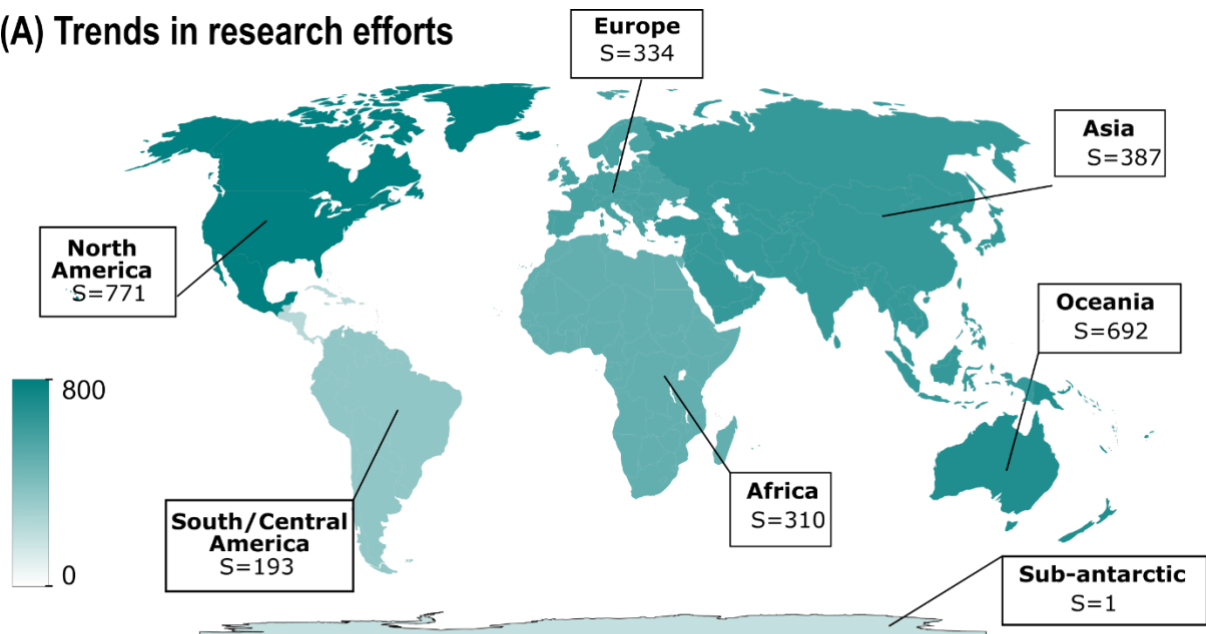 (A) Trends in research efforts
Europe
S=334
Asia
S=387
North
America
S=771
Oceania
S=692
800
0
South/Central
America
S=193
Africa
S=310
Sub-antarctic
S=1